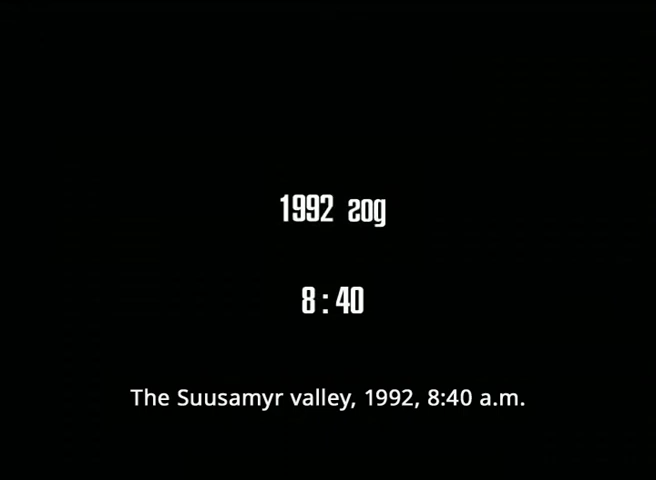 1992 год
8:40
The Suusamyr valley, 1992, 8:40 a.m.